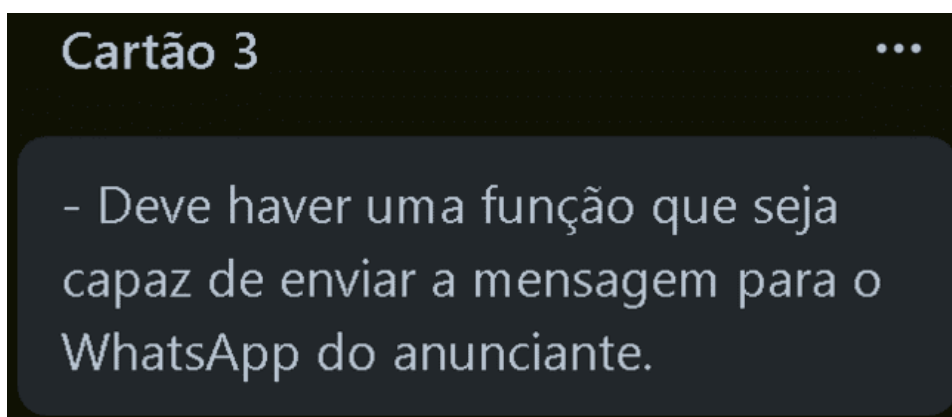 Cartão 3
- Deve haver uma função que seja
capaz de enviar a mensagem para o
WhatsApp do anunciante.